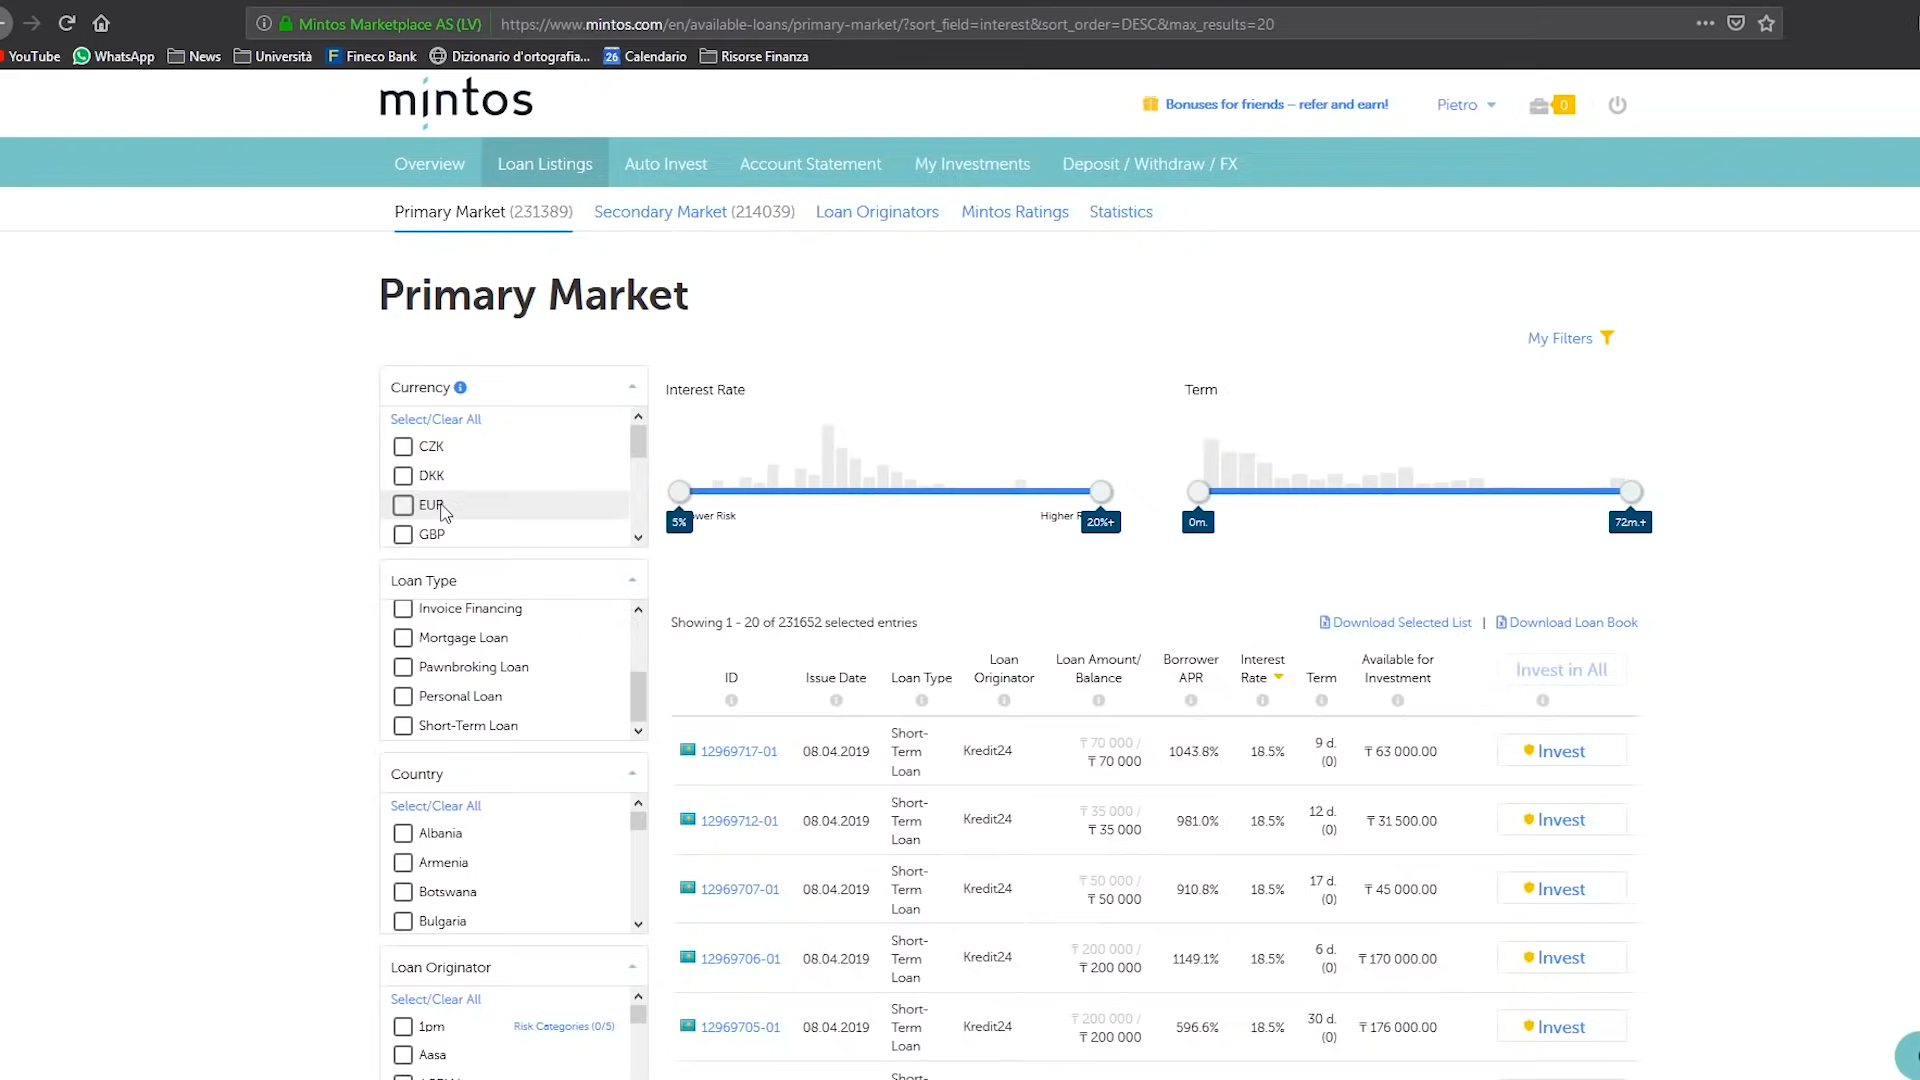 Mintos Marketplace AS (LV)
https://www.mintos.com/en/available-loans/primary-market/?sort_field=interest&sort_order=DESC&max_results=20
YouTube WhatsApp News Università Fineco Bank Dizionario d'ortografia... 26 Calendario Risorse Finanza
mintos
Bonuses for friends – refer and earn!
Pietro
0
Overview Loan Listings Auto Invest Account Statement My Investments Deposit / Withdraw / FX
Primary Market (231389) Secondary Market (214039) Loan Originators Mintos Ratings Statistics
Primary Market
My Filters
Currency
Select/Clear All
CZK
DKK
EUR
GBP
Interest Rate
5%
wer Risk
Higher
20%+
Term
0m.
72m.+
Loan Type
Invoice Financing
Mortgage Loan
Pawnbroking Loan
Personal Loan
Short-Term Loan
Country
Select/Clear All
Albania
Armenia
Botswana
Bulgaria
Loan Originator
Select/Clear All
1pm Risk Categories (0/5)
Aasa
Showing 1 - 20 of 231652 selected entries
Download Selected List | Download Loan Book
ID Issue Date Loan Type Loan Originator Loan Amount/ Balance Borrower APR Interest Rate Term Available for Investment Invest in All
12969717-01 08.04.2019 Short-Term Loan Kredit24 ₸ 70 000 / ₸ 70 000 1043.8% 18.5% 9 d. (0) ₸ 63 000.00 Invest
12969712-01 08.04.2019 Short-Term Loan Kredit24 ₸ 35 000 / ₸ 35 000 981.0% 18.5% 12 d. (0) ₸ 31 500.00 Invest
12969707-01 08.04.2019 Short-Term Loan Kredit24 ₸ 50 000 / ₸ 50 000 910.8% 18.5% 17 d. (0) ₸ 45 000.00 Invest
12969706-01 08.04.2019 Short-Term Loan Kredit24 ₸ 200 000 / ₸ 200 000 1149.1% 18.5% 6 d. (0) ₸ 170 000.00 Invest
12969705-01 08.04.2019 Short-Term Loan Kredit24 ₸ 200 000 / ₸ 200 000 596.6% 18.5% 30 d. (0) ₸ 176 000.00 Invest